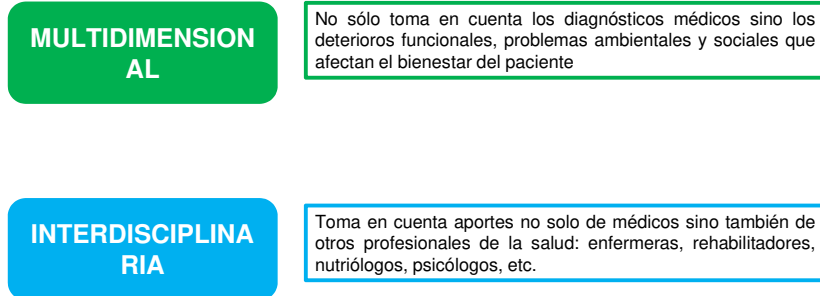 MULTIDIMENSION
AL
No sólo toma en cuenta los diagnósticos médicos sino los
deterioros funcionales, problemas ambientales y sociales que
afectan el bienestar del paciente
INTERDISCIPLINA
RIA
Toma en cuenta aportes no solo de médicos sino también de
otros profesionales de la salud: enfermeras, rehabilitadores,
nutriólogos, psicólogos, etc.